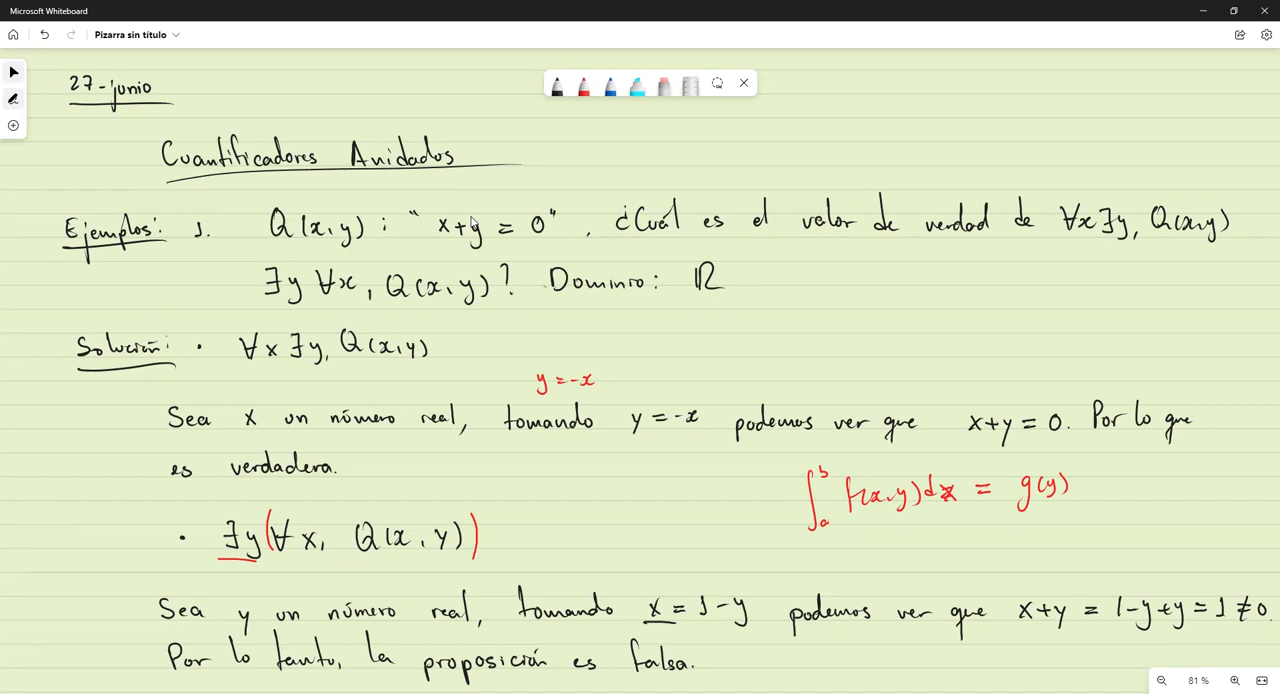 Microsoft Whiteboard
Pizarra sin título
27-junio
Cuantificadores Anidados
Ejemplos: 1. Q(x,y) : "x+y = 0", ¿Cuál es el valor de verdad de ∀x∃y, Q(x,y)
∃y ∀x, Q(x,y)? Dominio: ℝ
Solución: • ∀x ∃y, Q(x,y)
y = -x
Sea x un número real, tomando y = -x podemos ver que x+y = 0. Por lo que
es verdadera.
∫_a^b f(x,y)dx = g(y)
• ∃y(∀x, Q(x,y))
Sea y un número real, tomando x = 1-y podemos ver que x+y = 1-y+y = 1 ≠ 0.
Por lo tanto, la proposición es falsa.
81 %